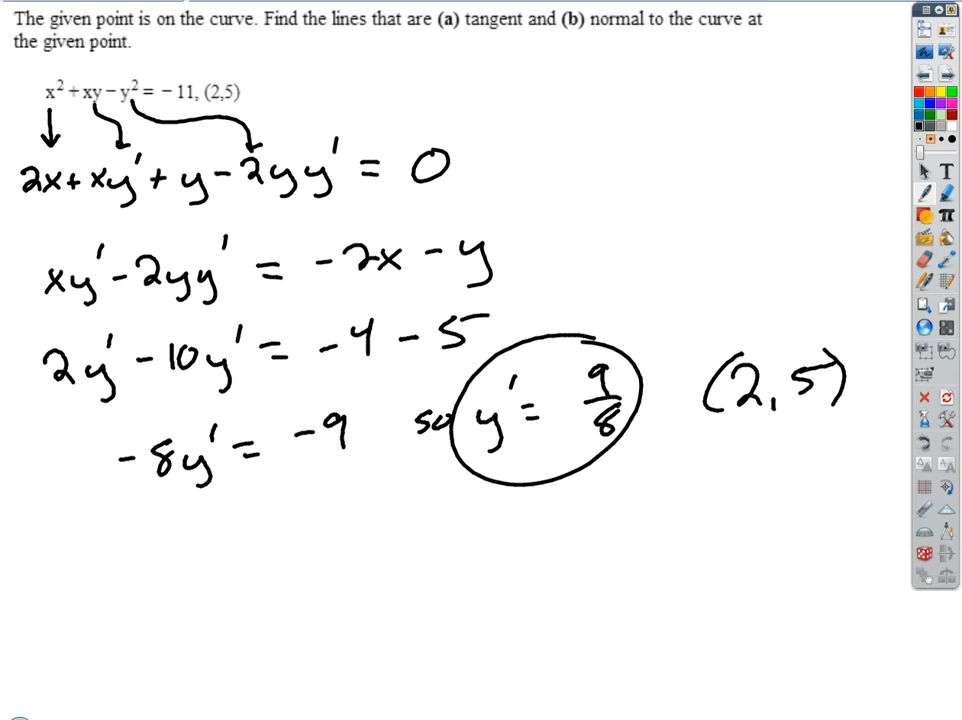 The given point is on the curve. Find the lines that are (a) tangent and (b) normal to the curve at
the given point.
x² + xy − y² = − 11, (2,5)
2x + xy' + y − 2yy' = 0
xy' − 2yy' = −2x − y
2y' − 10y' = −4 − 5
−8y' = −9 so y' = 9/8 (2,5)